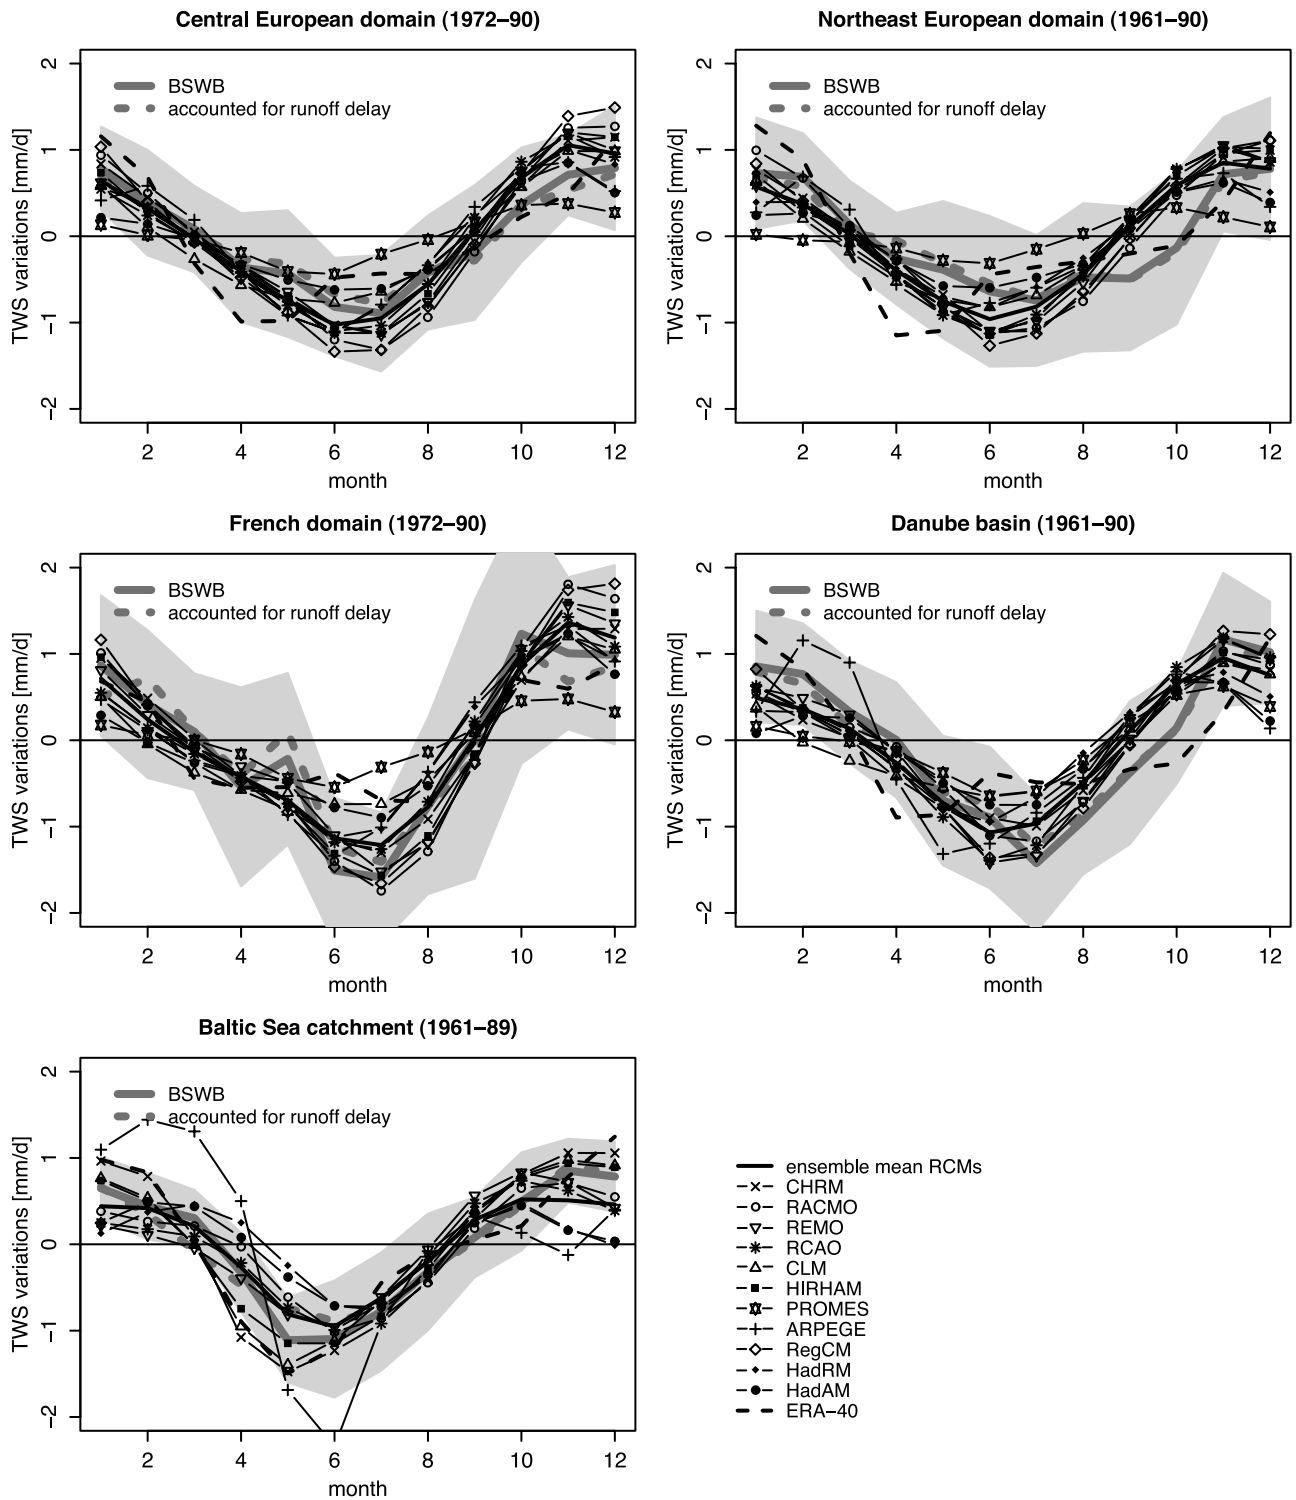 Central European domain (1972–90)
2
1
0
−1
−2
TWS variations [mm/d]
BSWB
accounted for runoff delay
2 4 6 8 10 12
month
Northeast European domain (1961–90)
2
1
0
−1
−2
TWS variations [mm/d]
BSWB
accounted for runoff delay
2 4 6 8 10 12
month
French domain (1972–90)
2
1
0
−1
−2
TWS variations [mm/d]
BSWB
accounted for runoff delay
2 4 6 8 10 12
month
Danube basin (1961–90)
2
1
0
−1
−2
TWS variations [mm/d]
BSWB
accounted for runoff delay
2 4 6 8 10 12
month
Baltic Sea catchment (1961–89)
2
1
0
−1
−2
TWS variations [mm/d]
BSWB
accounted for runoff delay
2 4 6 8 10 12
month
ensemble mean RCMs
CHRM
RACMO
REMO
RCAO
CLM
HIRHAM
PROMES
ARPEGE
RegCM
HadRM
HadAM
ERA−40